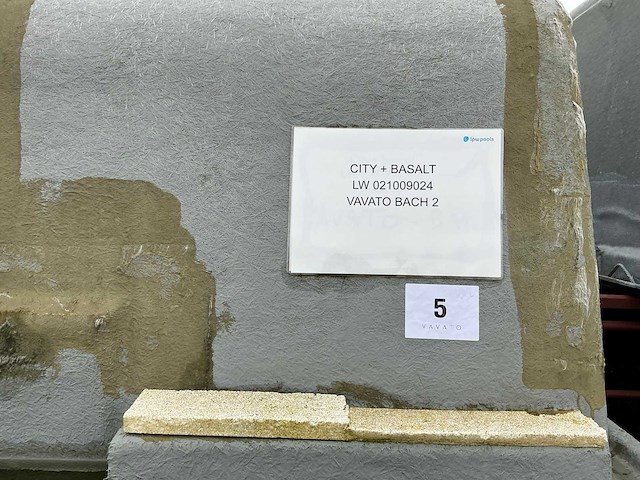 lpw pools
CITY + BASALT
LW 021009024
VAVATO BACH 2
5
VAVATO